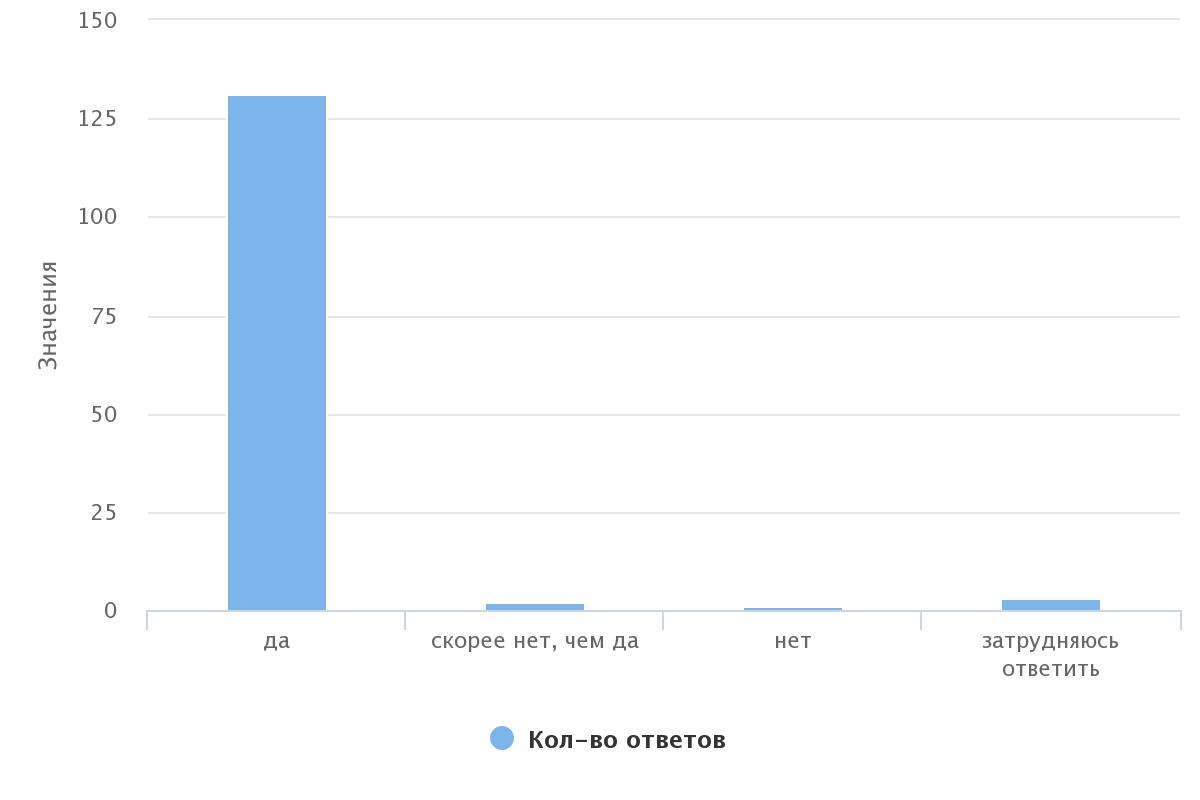 150
125
100
75
50
25
0
Значения
да
скорее нет, чем да
нет
затрудняюсь
ответить
Кол-во ответов